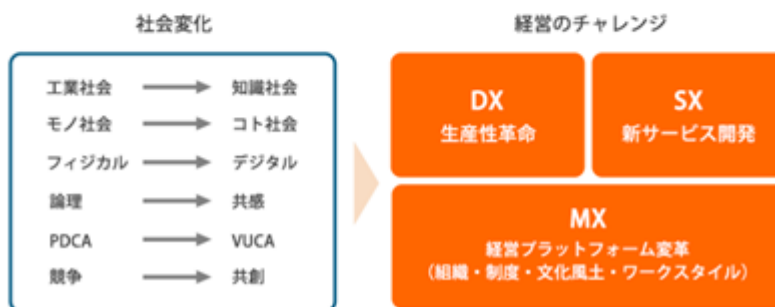 社会変化
工業社会 知識社会
モノ社会 コト社会
フィジカル デジタル
論理 共感
PDCA VUCA
競争 共創
経営のチャレンジ
DX
生産性革命
SX
新サービス開発
MX
経営プラットフォーム変革
（組織・制度・文化風土・ワークスタイル）